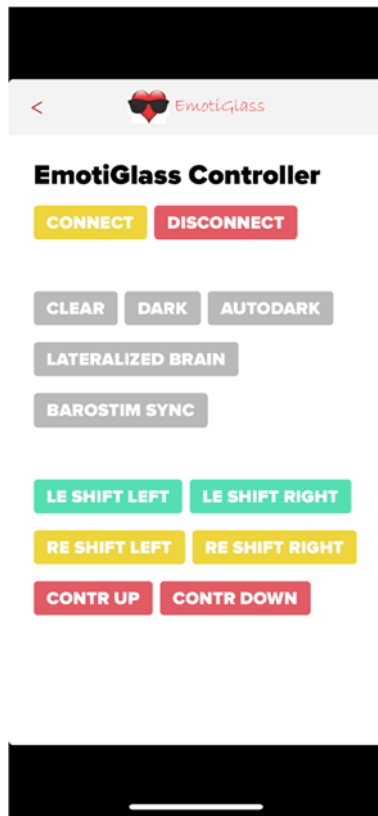 <
EmotiGlass
EmotiGlass Controller
CONNECT DISCONNECT
CLEAR DARK AUTODARK
LATERALIZED BRAIN
BAROSTIM SYNC
LE SHIFT LEFT LE SHIFT RIGHT
RE SHIFT LEFT RE SHIFT RIGHT
CONTR UP CONTR DOWN